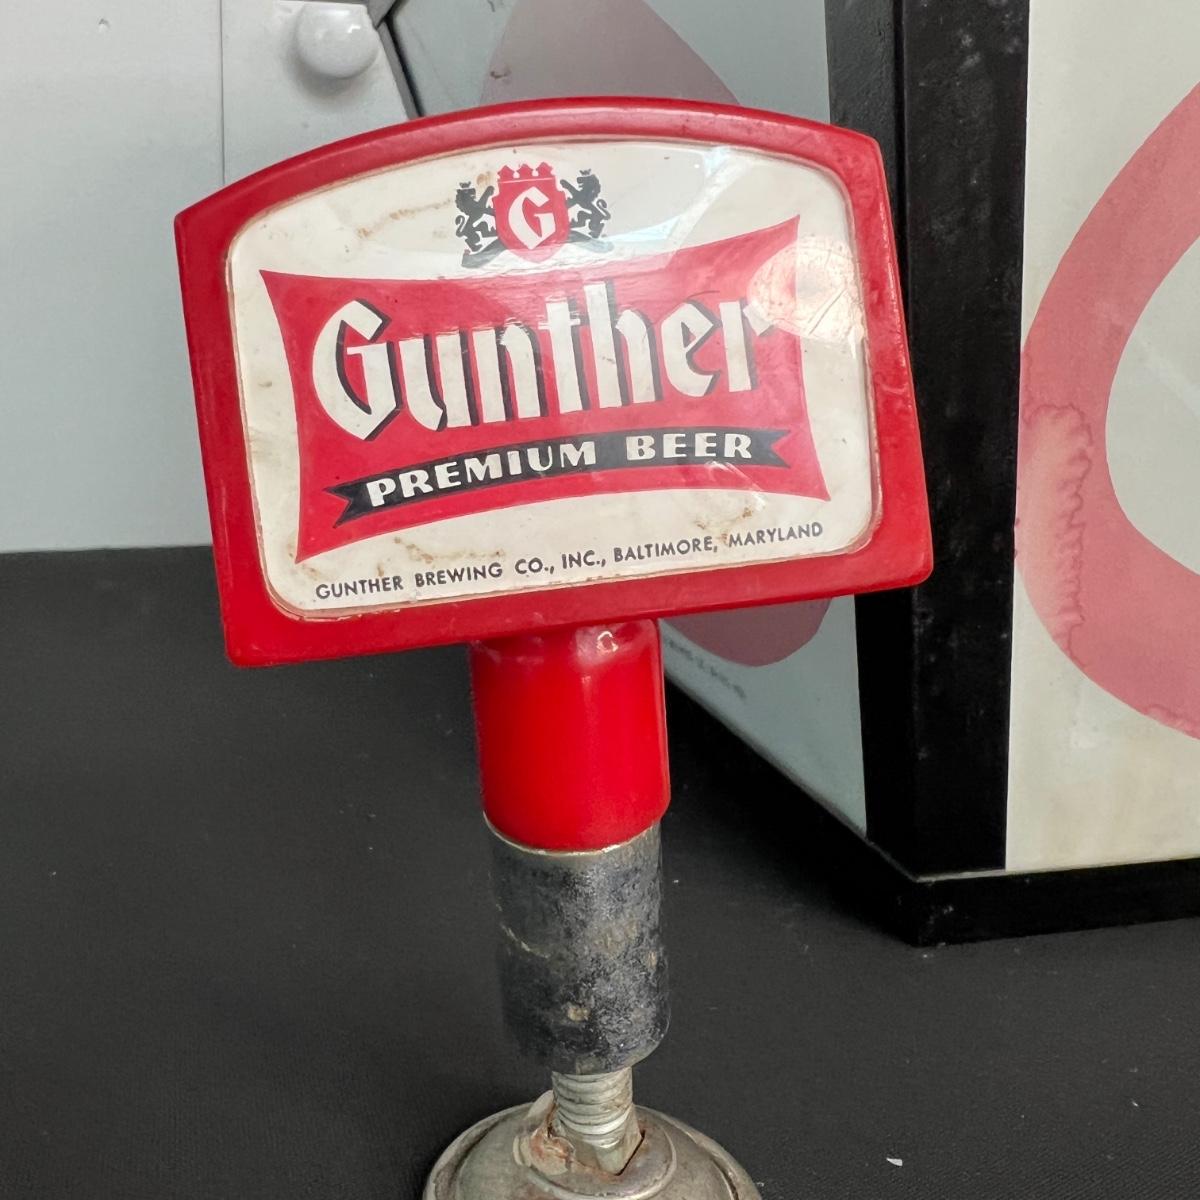 G
Gunther
PREMIUM BEER
GUNTHER BREWING CO., INC., BALTIMORE, MARYLAND